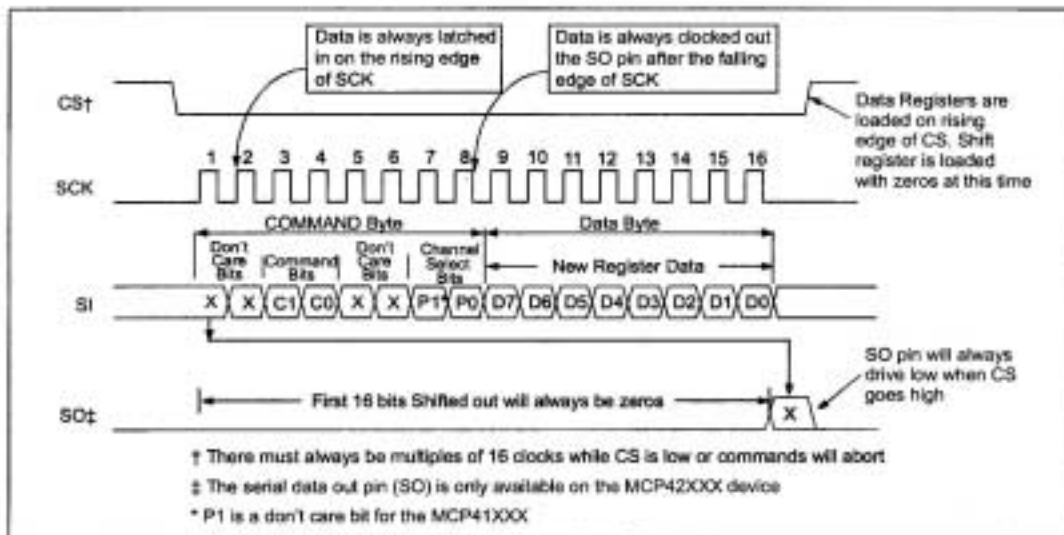 Data is always latched
in on the rising edge
of SCK
Data is always clocked out
the SO pin after the falling
edge of SCK
CS†
Data Registers are
loaded on rising
edge of CS. Shift
register is loaded
with zeros at this time
1 2 3 4 5 6 7 8 9 10 11 12 13 14 15 16
SCK
COMMAND Byte
Data Byte
Don't
Care
Bits
Command
Bits
Don't
Care
Bits
Channel
Select
Bits
New Register Data
SI
X X C1 C0 X X P1* P0 D7 D6 D5 D4 D3 D2 D1 D0
SO pin will always
drive low when CS
goes high
First 16 bits Shifted out will always be zeros
X
SO‡
† There must always be multiples of 16 clocks while CS is low or commands will abort
‡ The serial data out pin (SO) is only available on the MCP42XXX device
* P1 is a don't care bit for the MCP41XXX